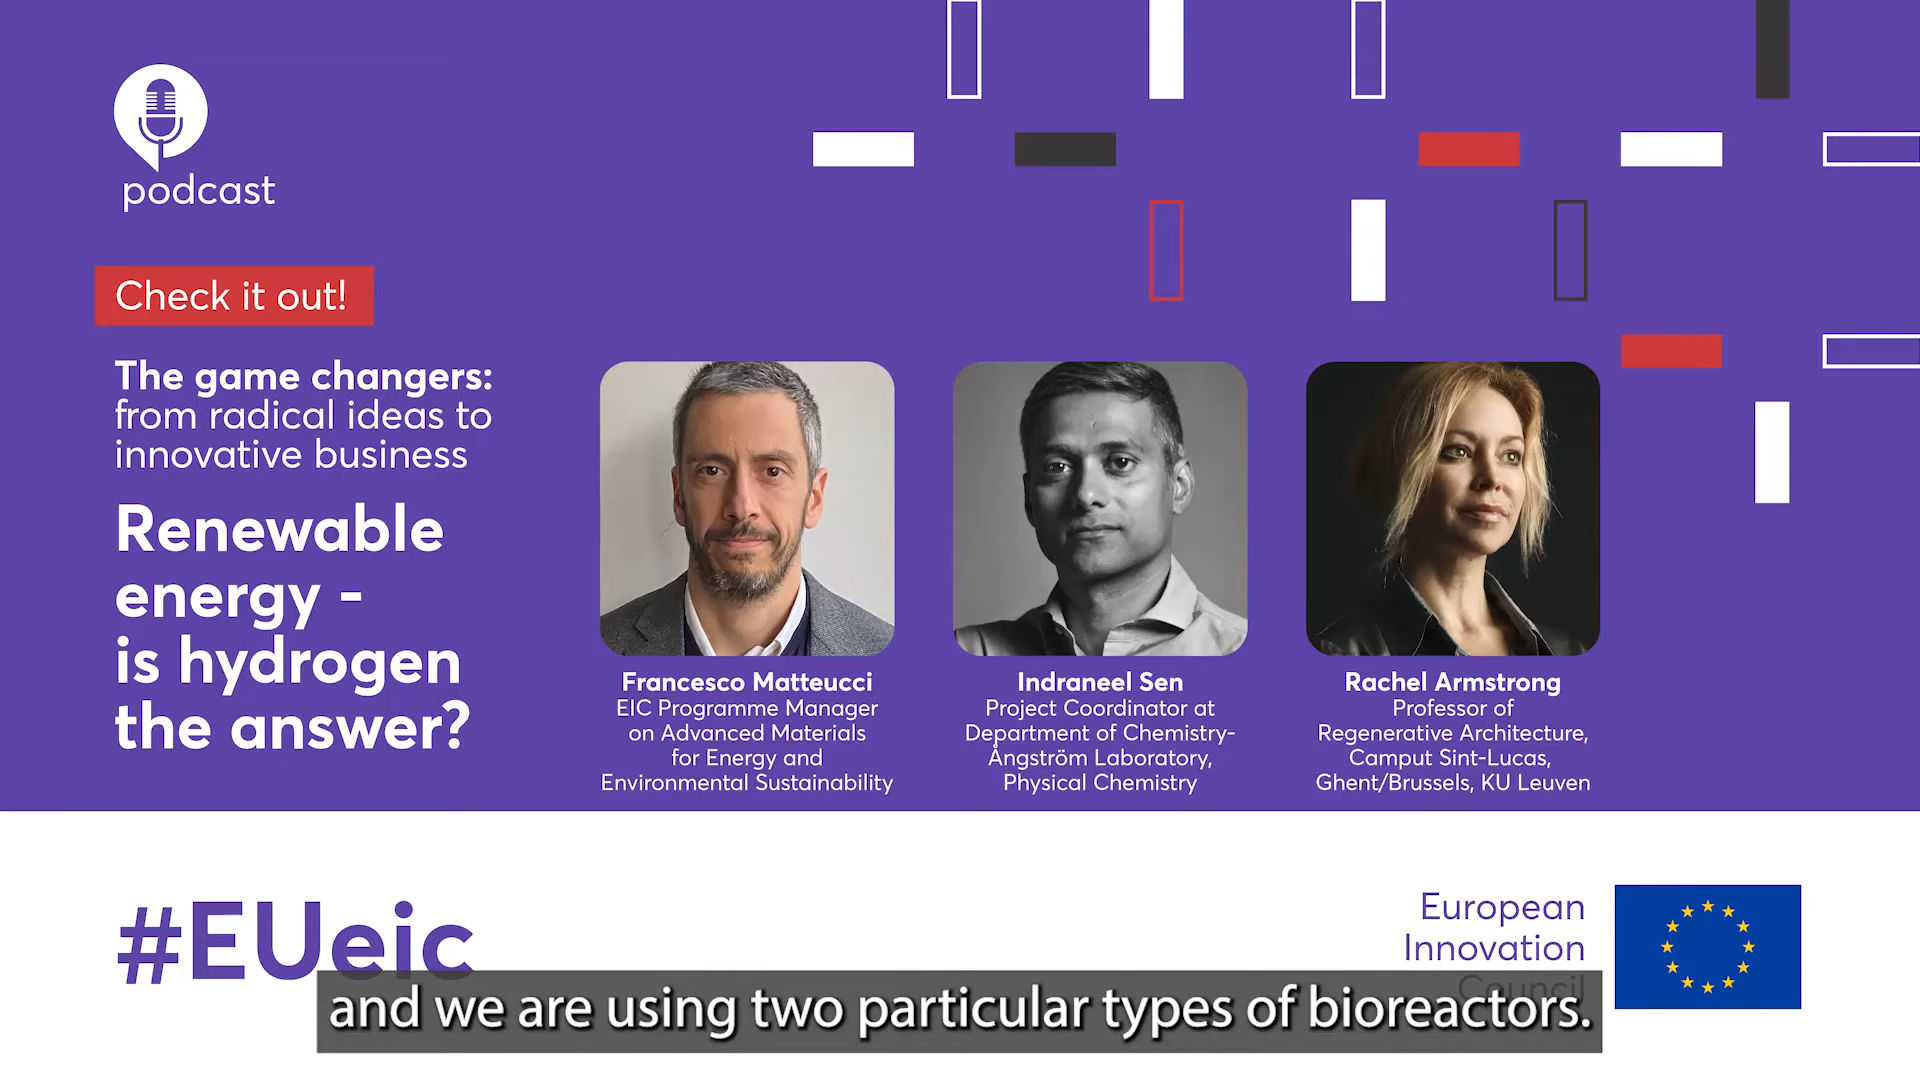 podcast
Check it out!
The game changers:
from radical ideas to
innovative business
Renewable
energy -
is hydrogen
the answer?
Francesco Matteucci
EIC Programme Manager
on Advanced Materials
for Energy and
Environmental Sustainability
Indraneel Sen
Project Coordinator at
Department of Chemistry-
Ångström Laboratory,
Physical Chemistry
Rachel Armstrong
Professor of
Regenerative Architecture,
Camput Sint-Lucas,
Ghent/Brussels, KU Leuven
#EUeic
European
Innovation
Council
and we are using two particular types of bioreactors.